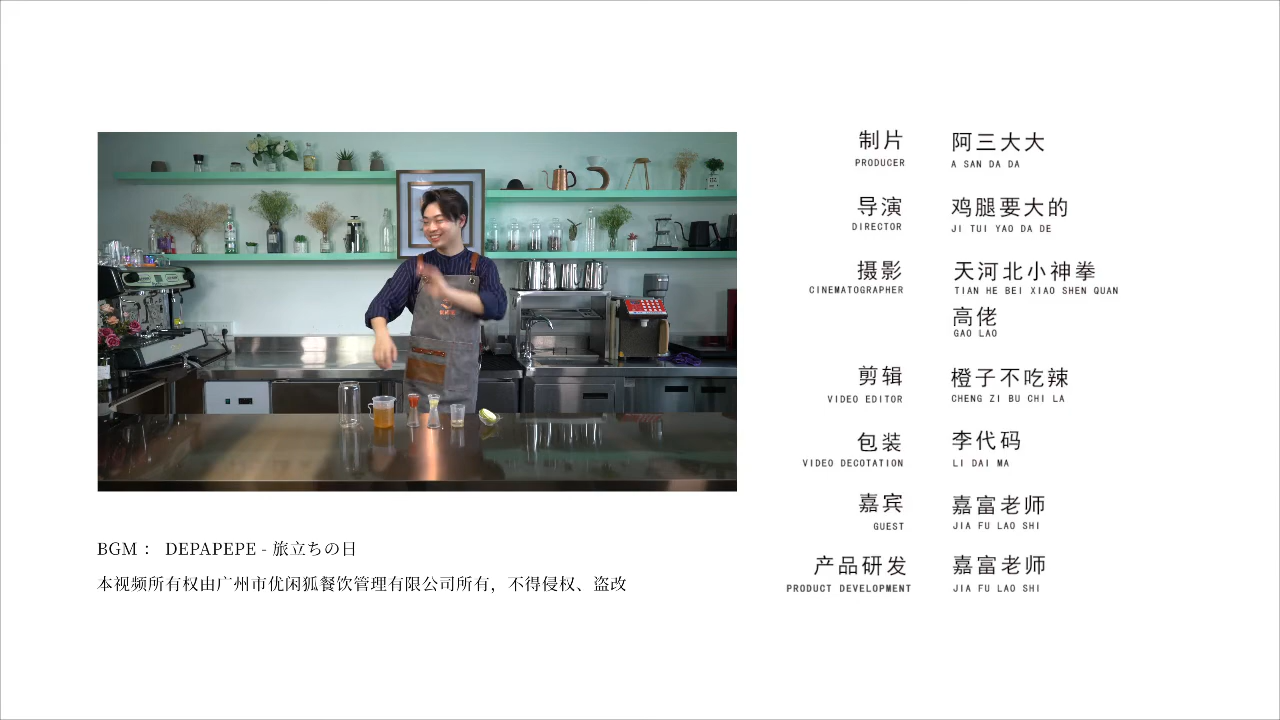 制片 阿三大大
PRODUCER A SAN DA DA
导演 鸡腿要大的
DIRECTOR JI TUI YAO DA DE
摄影 天河北小神拳
CINEMATOGRAPHER TIAN HE BEI XIAO SHEN QUAN
高佬
GAO LAO
剪辑 橙子不吃辣
VIDEO EDITOR CHENG ZI BU CHI LA
包装 李代码
VIDEO DECOTATION LI DAI MA
嘉宾 嘉富老师
GUEST JIA FU LAO SHI
产品研发 嘉富老师
PRODUCT DEVELOPMENT JIA FU LAO SHI
BGM： DEPAPEPE - 旅立ちの日
本视频所有权由广州市优闲狐餐饮管理有限公司所有，不得侵权、盗改